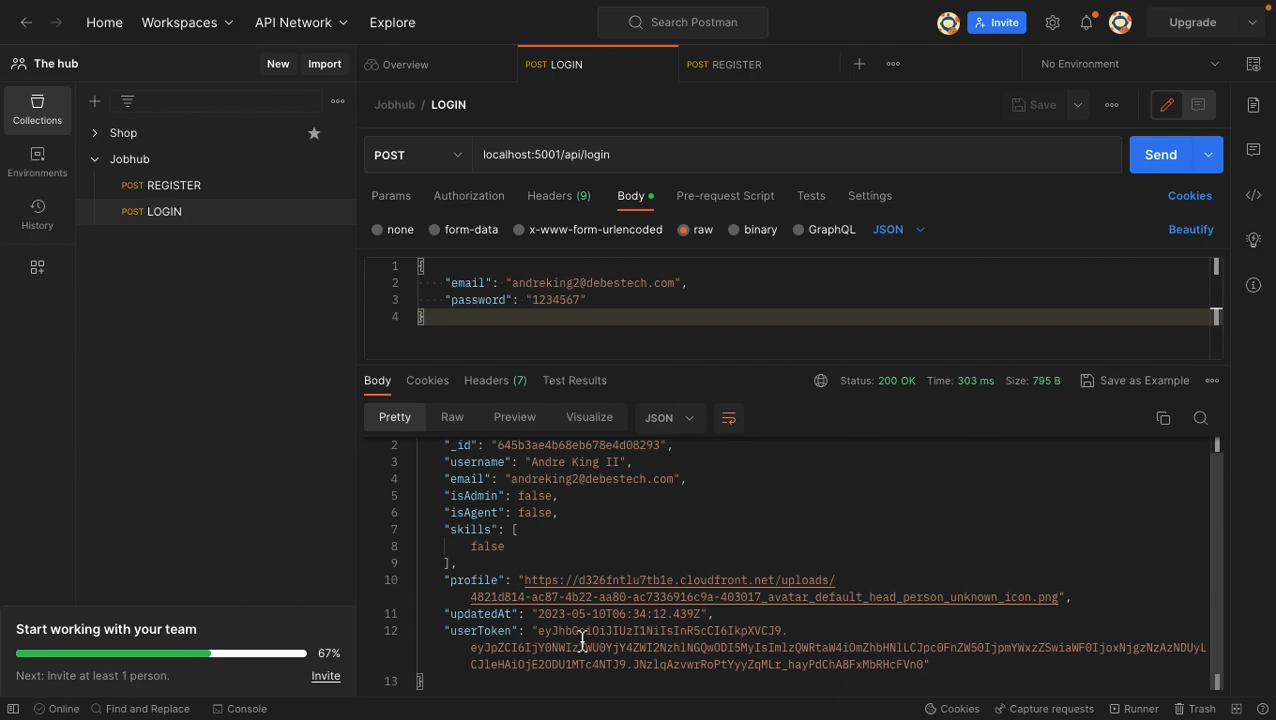 Home
Workspaces
API Network
Explore
Search Postman
Invite
Upgrade
The hub
New
Import
Overview
POST LOGIN
POST REGISTER
No Environment
Collections
Shop
Jobhub
POST REGISTER
POST LOGIN
Environments
History
Jobhub / LOGIN
Save
POST
localhost:5001/api/login
Send
Params
Authorization
Headers (9)
Body
Pre-request Script
Tests
Settings
Cookies
none
form-data
x-www-form-urlencoded
raw
binary
GraphQL
JSON
Beautify
1 {
2 "email": "andreking2@debestech.com",
3 "password": "1234567"
4 }
Body
Cookies
Headers (7)
Test Results
Status: 200 OK
Time: 303 ms
Size: 795 B
Save as Example
Pretty
Raw
Preview
Visualize
JSON
2 "_id": "645b3ae4b68eb678e4d08293",
3 "username": "Andre King II",
4 "email": "andreking2@debestech.com",
5 "isAdmin": false,
6 "isAgent": false,
7 "skills": [
8 false
9 ],
10 "profile": "https://d326fntlu7tb1e.cloudfront.net/uploads/
4821d814-ac87-4b22-aa80-ac7336916c9a-403017_avatar_default_head_person_unknown_icon.png",
11 "updatedAt": "2023-05-10T06:34:12.439Z",
12 "userToken":
13 }
Start working with your team
67%
Next: Invite at least 1 person.
Invite
Online
Find and Replace
Console
Cookies
Capture requests
Runner
Trash